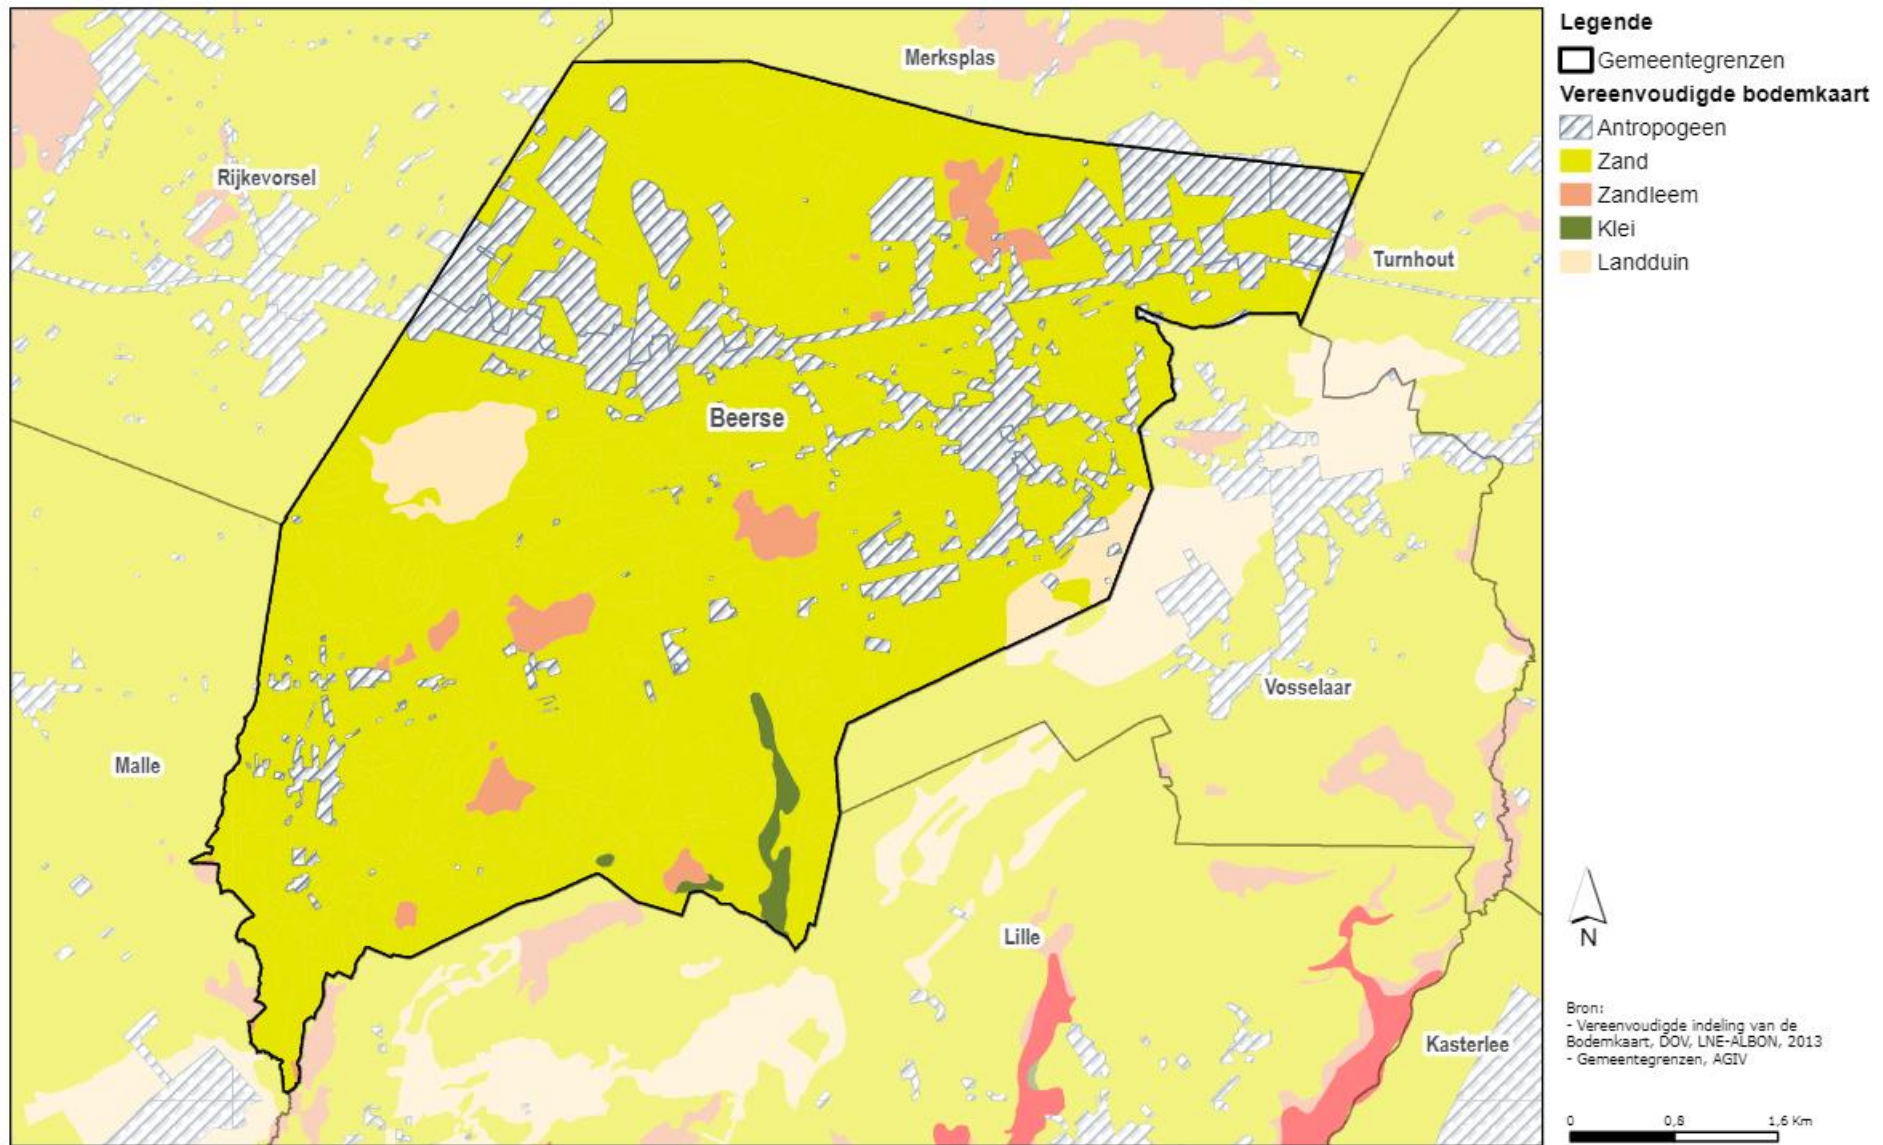 Merksplas
Rijkevorsel
Turnhout
Beerse
Vosselaar
Malle
Lille
Kasterlee
Legende
Gemeentegrenzen
Vereenvoudigde bodemkaart
Antropogeen
Zand
Zandleem
Klei
Landduin
N
Bron:
- Vereenvoudigde indeling van de
Bodemkaart, DOV, LNE-ALBON, 2013
- Gemeentegrenzen, AGIV
0 0,8 1,6 Km